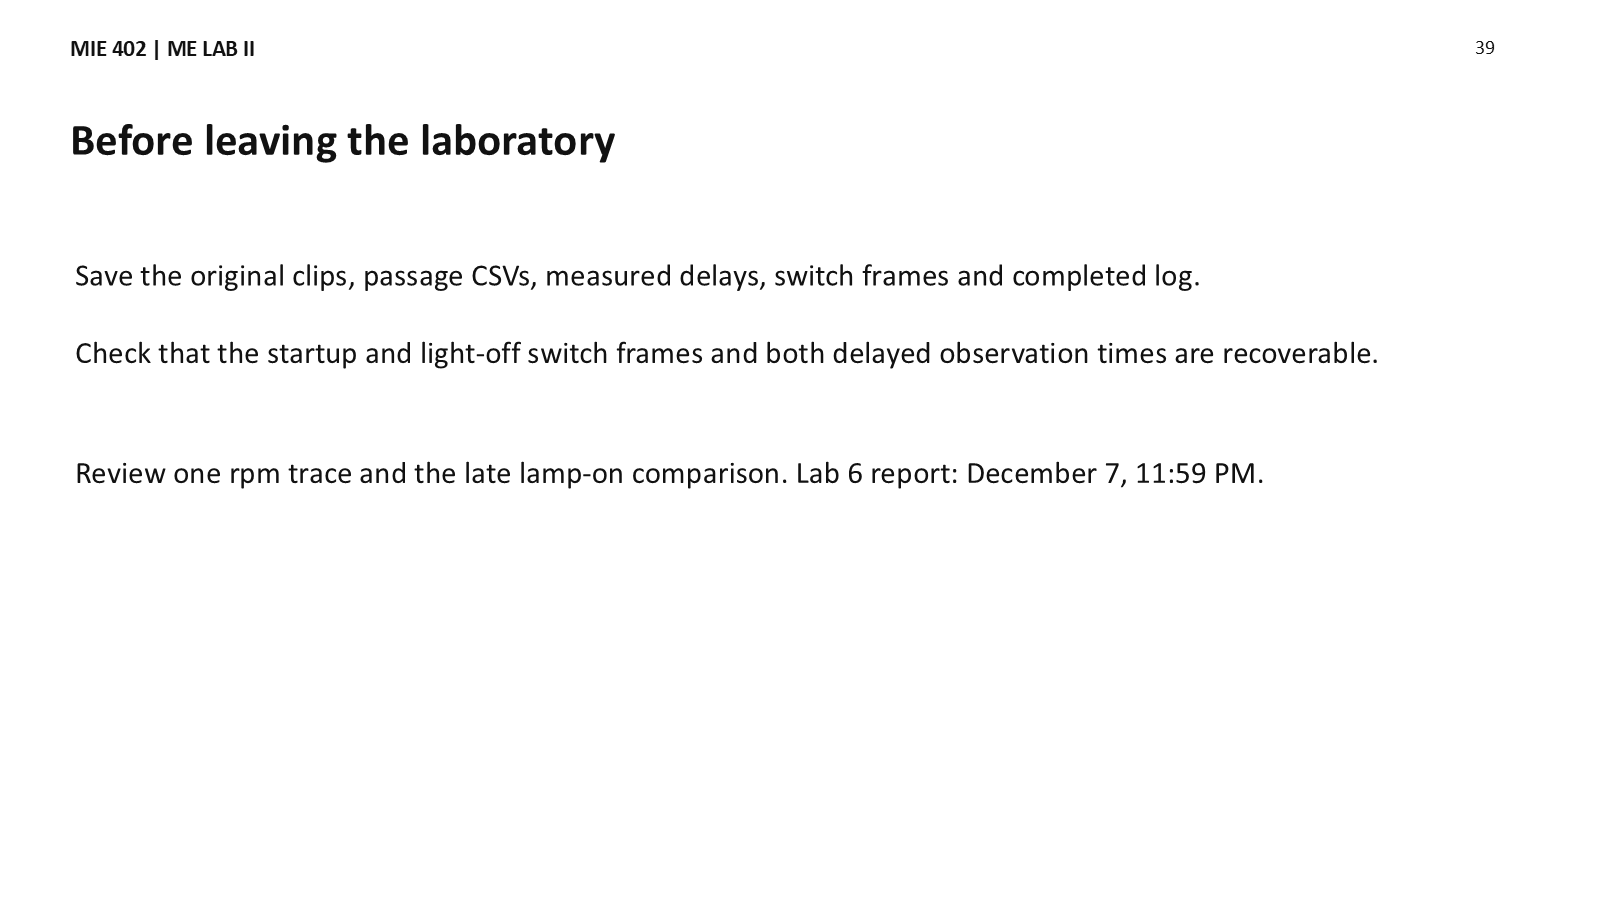 MIE 402 | ME LAB II
39
Before leaving the laboratory
Save the original clips, passage CSVs, measured delays, switch frames and completed log.
Check that the startup and light-off switch frames and both delayed observation times are recoverable.
Review one rpm trace and the late lamp-on comparison. Lab 6 report: December 7, 11:59 PM.